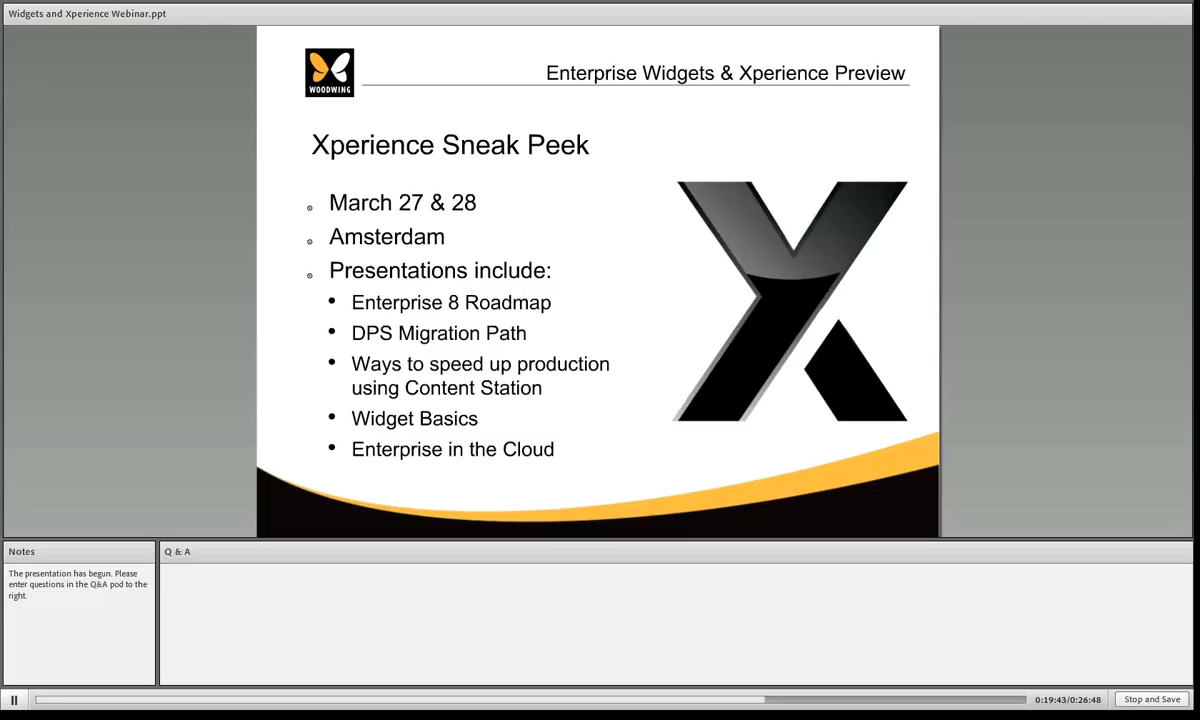 Widgets and Xperience Webinar.ppt
WOODWING
Enterprise Widgets & Xperience Preview
Xperience Sneak Peek
March 27 & 28
Amsterdam
Presentations include:
Enterprise 8 Roadmap
DPS Migration Path
Ways to speed up production
using Content Station
Widget Basics
Enterprise in the Cloud
Notes
The presentation has begun. Please
enter questions in the Q&A pod to the
right.
Q & A
0:19:43/0:26:48
Stop and Save